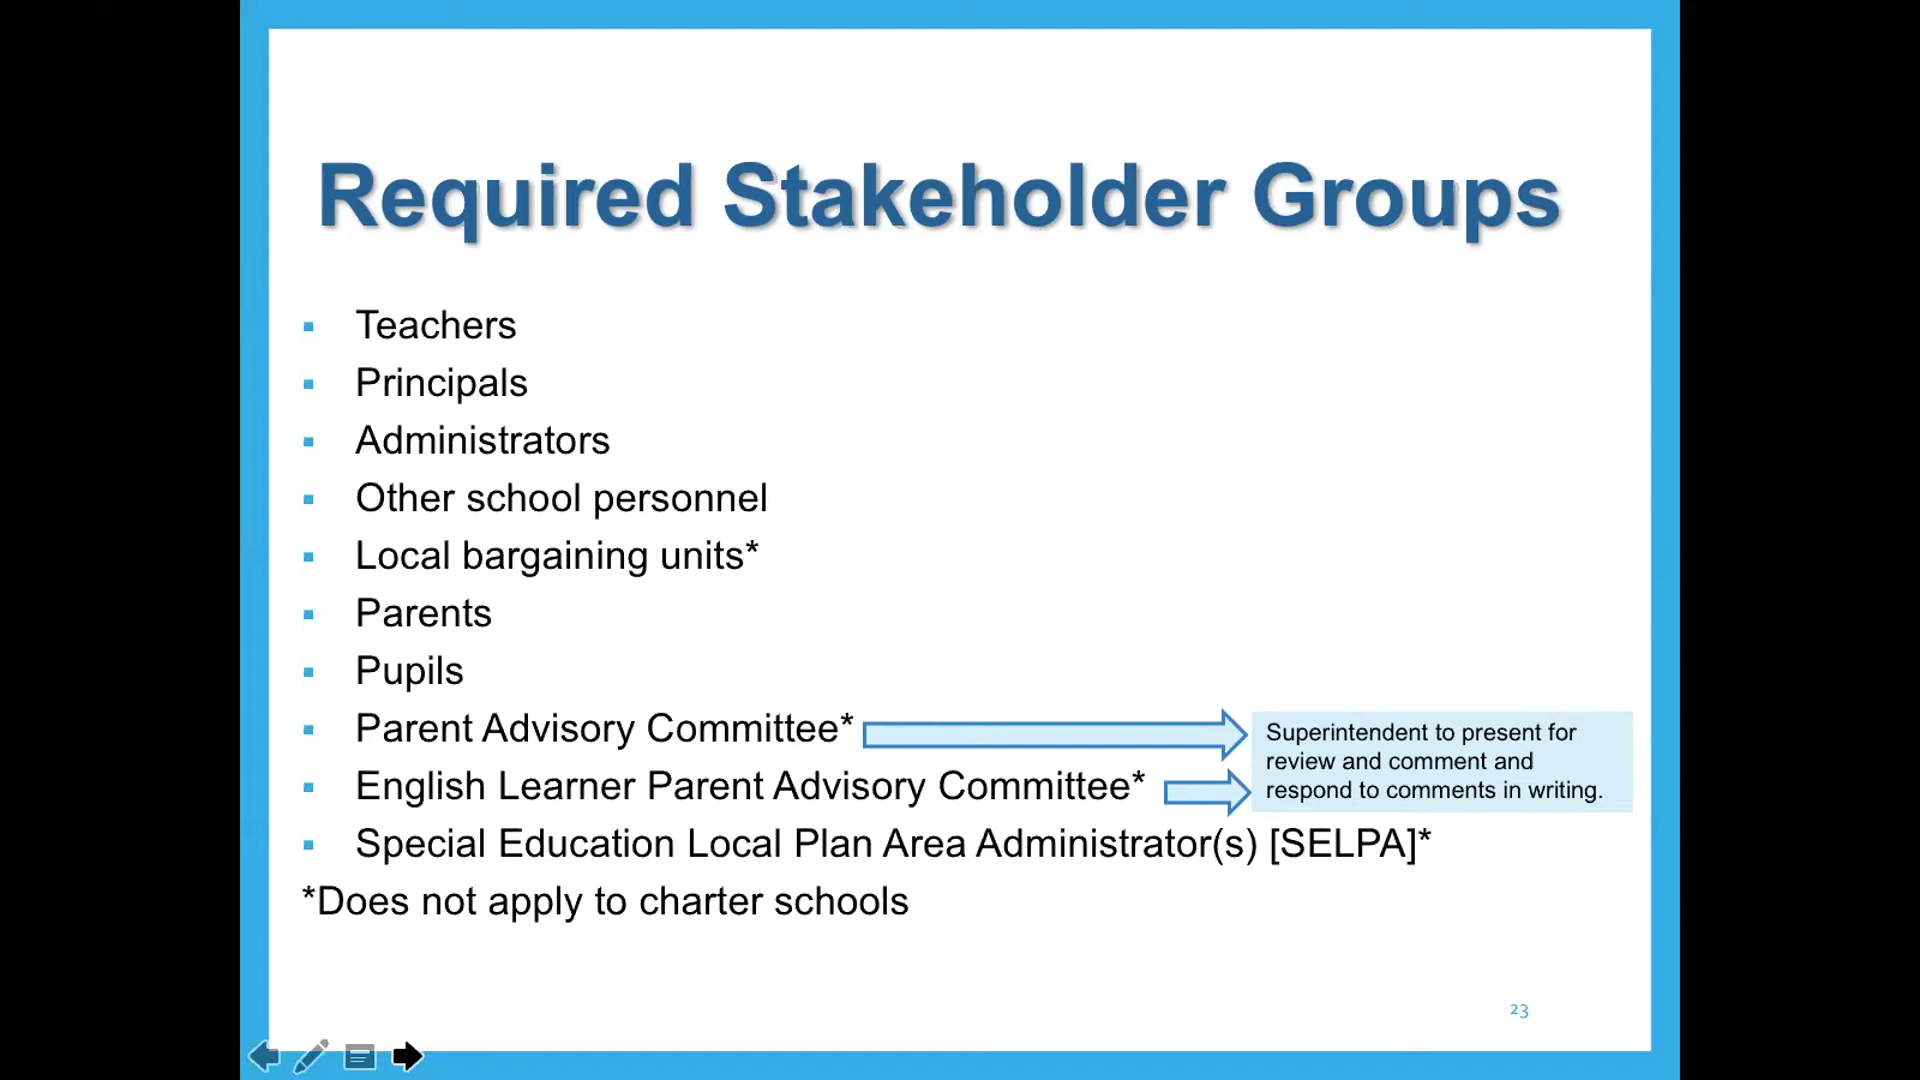 Required Stakeholder Groups
Teachers
Principals
Administrators
Other school personnel
Local bargaining units*
Parents
Pupils
Parent Advisory Committee*
English Learner Parent Advisory Committee*
Superintendent to present for
review and comment and
respond to comments in writing.
Special Education Local Plan Area Administrator(s) [SELPA]*
*Does not apply to charter schools
23